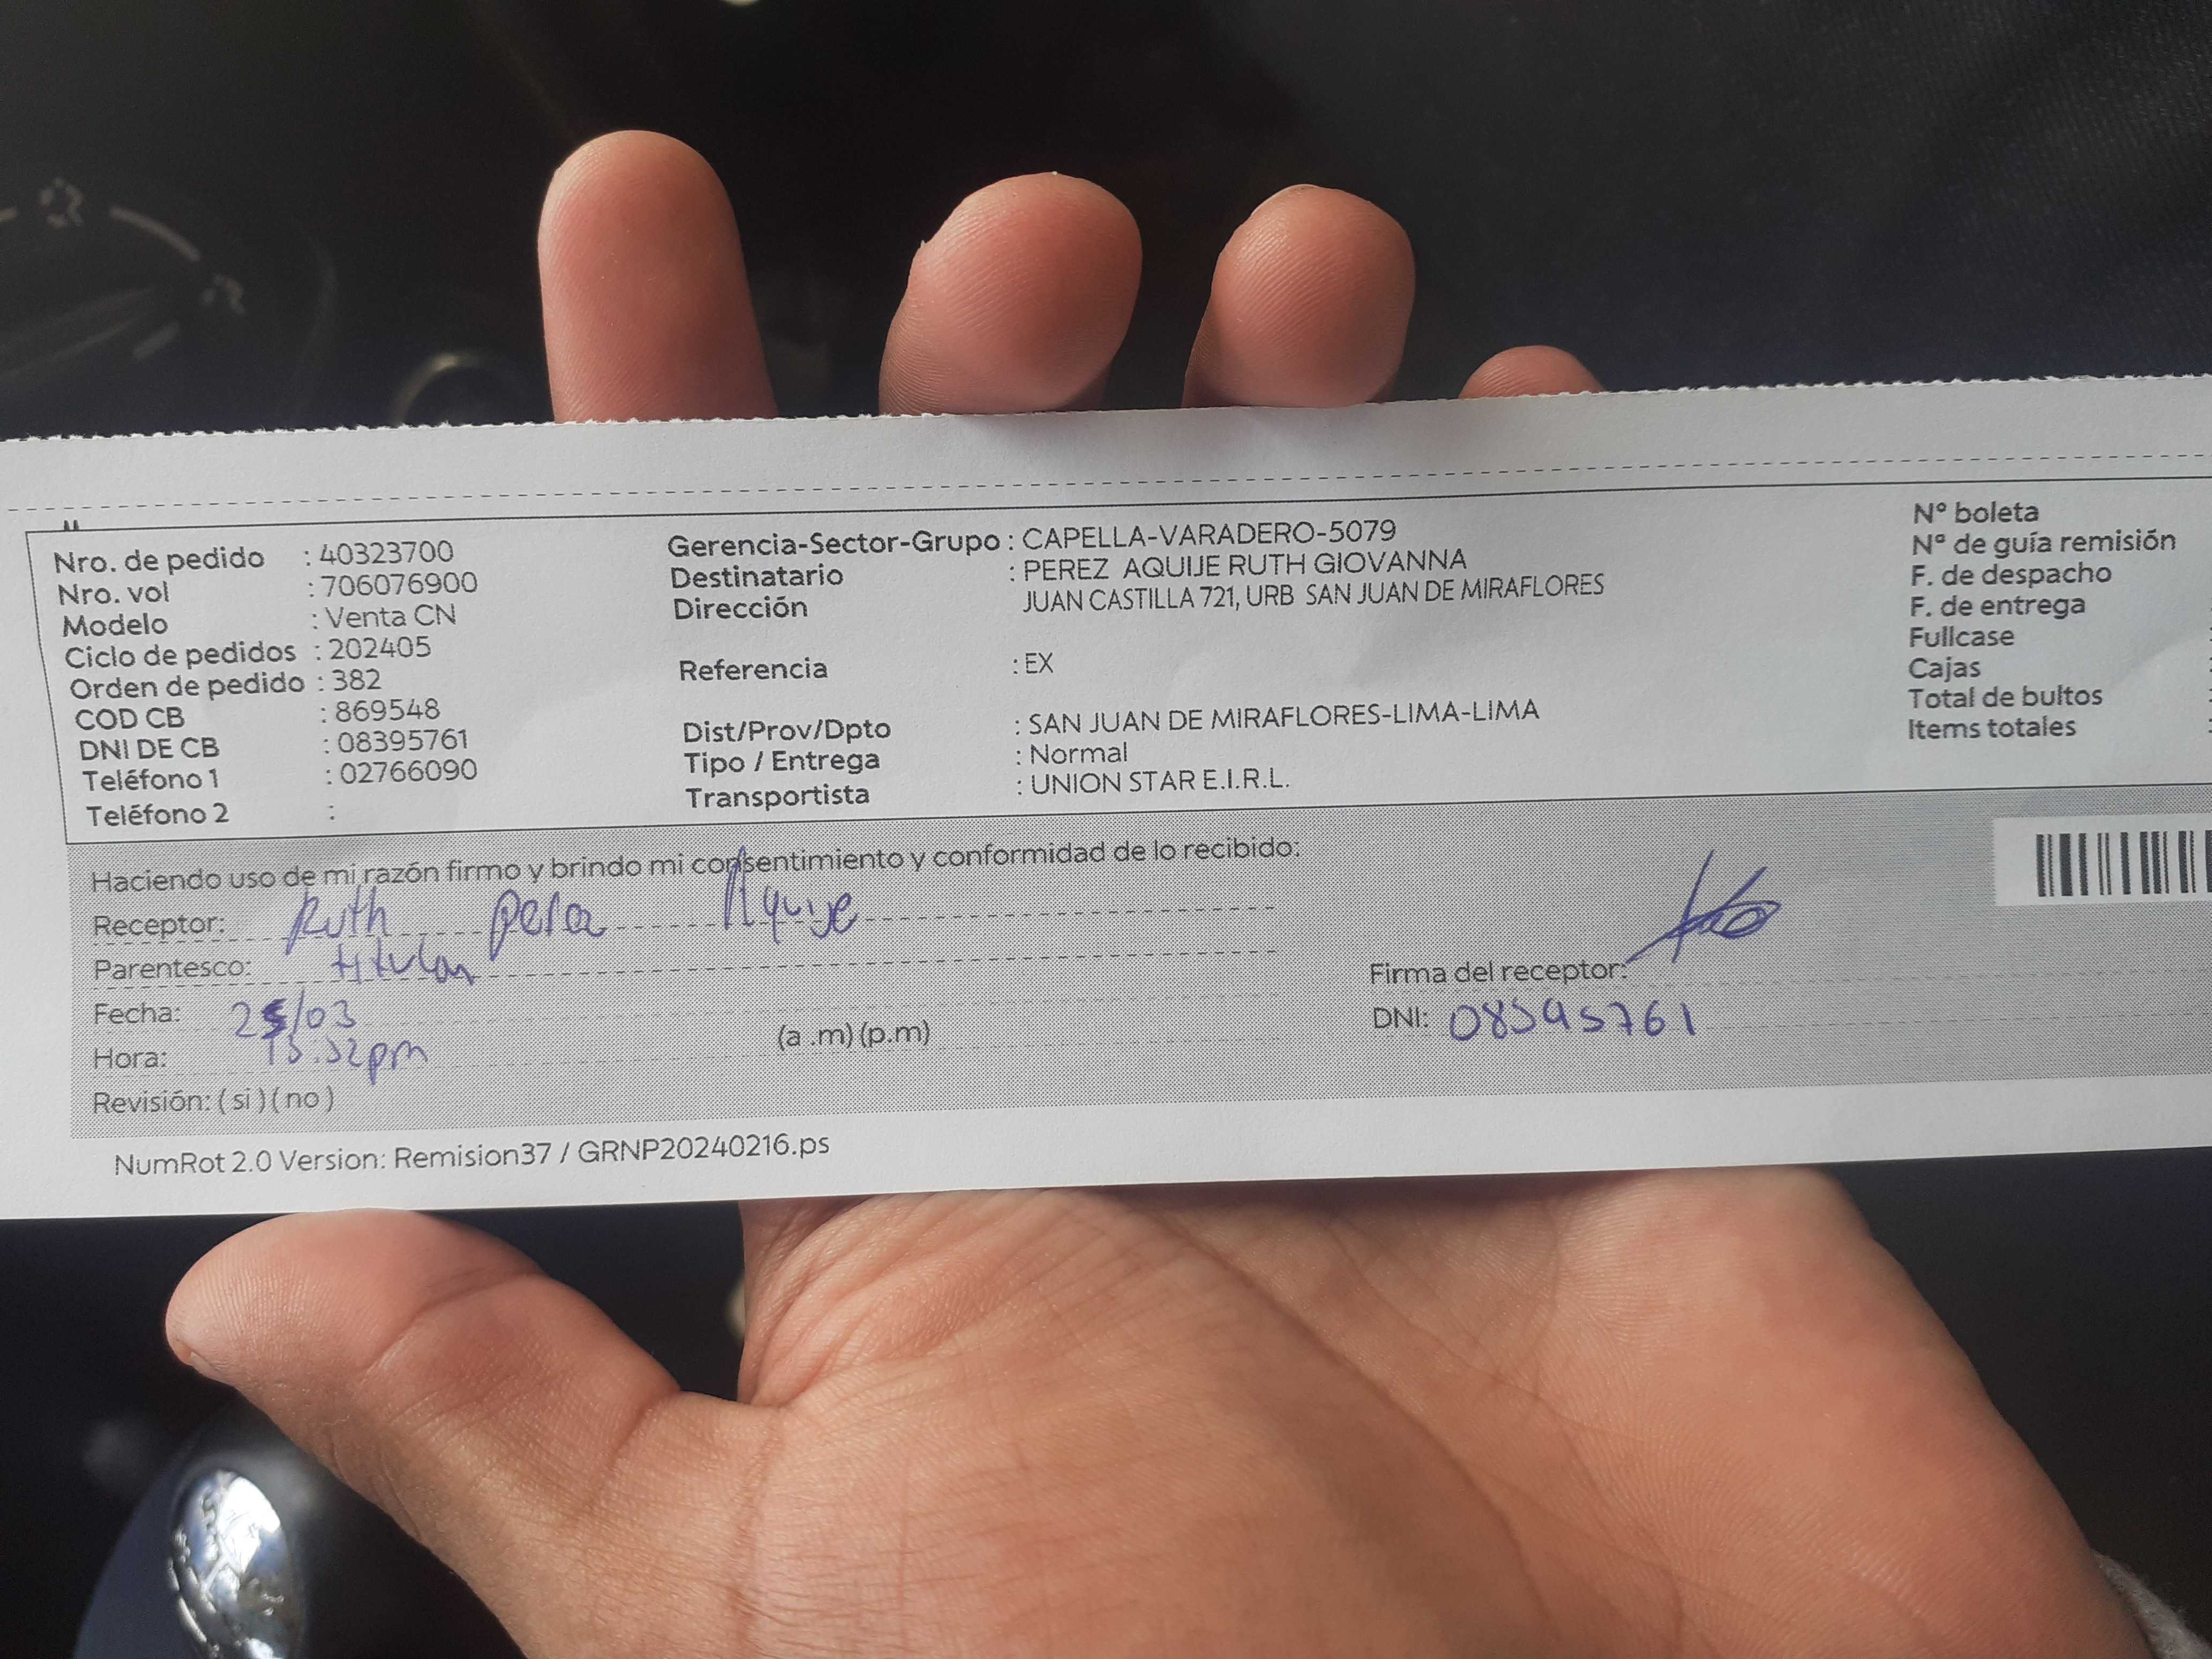 Nro. de pedido : 40323700
Nro. vol : 706076900
Modelo : Venta CN
Ciclo de pedidos : 202405
Orden de pedido : 382
COD CB : 869548
DNI DE CB : 08395761
Teléfono 1 : 02766090
Teléfono 2 :
Gerencia-Sector-Grupo : CAPELLA-VARADERO-5079
Destinatario : PEREZ AQUIJE RUTH GIOVANNA
Dirección JUAN CASTILLA 721, URB SAN JUAN DE MIRAFLORES
Referencia : EX
Dist/Prov/Dpto : SAN JUAN DE MIRAFLORES-LIMA-LIMA
Tipo / Entrega : Normal
Transportista : UNION STAR E.I.R.L.
Nº boleta
Nº de guía remisión
F. de despacho
F. de entrega
Fullcase
Cajas
Total de bultos
Items totales
Haciendo uso de mi razón firmo y brindo mi consentimiento y conformidad de lo recibido:
Receptor: Ruth Perez Aquije
Parentesco: titular
Fecha: 25/03
Hora: (a .m) (p.m)
Revisión: ( si ) ( no )
Firma del receptor:
DNI: 08395761
NumRot 2.0 Version: Remision37 / GRNP20240216.ps